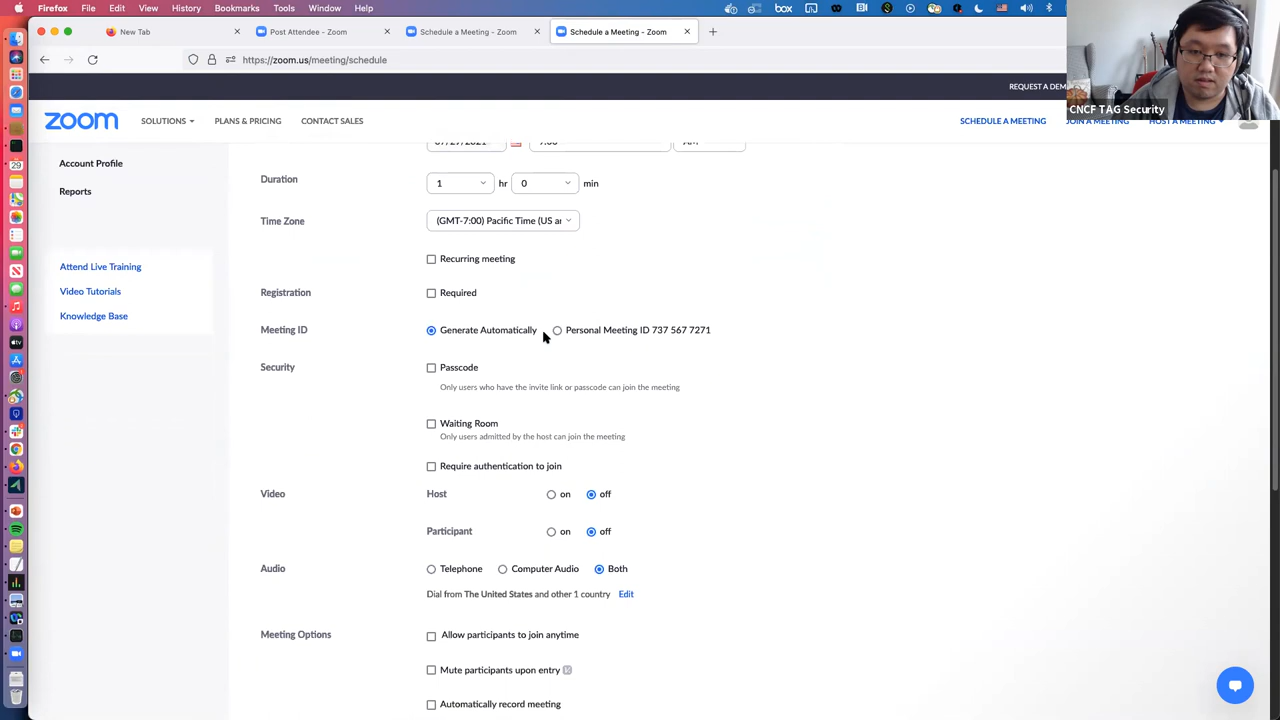 Firefox File Edit View History Bookmarks Tools Window Help
New Tab
Post Attendee - Zoom
Schedule a Meeting - Zoom
Schedule a Meeting - Zoom
https://zoom.us/meeting/schedule
REQUEST A DEM
CNCF TAG Security
zoom
SOLUTIONS
PLANS & PRICING
CONTACT SALES
SCHEDULE A MEETING
JOIN A MEETING
HOST A MEETING
Account Profile
Reports
Attend Live Training
Video Tutorials
Knowledge Base
Duration
1 hr 0 min
Time Zone
(GMT-7:00) Pacific Time (US ar
Recurring meeting
Registration
Required
Meeting ID
Generate Automatically
Personal Meeting ID 737 567 7271
Security
Passcode
Only users who have the invite link or passcode can join the meeting
Waiting Room
Only users admitted by the host can join the meeting
Require authentication to join
Video
Host
on off
Participant
on off
Audio
Telephone Computer Audio Both
Dial from The United States and other 1 country Edit
Meeting Options
Allow participants to join anytime
Mute participants upon entry
Automatically record meeting